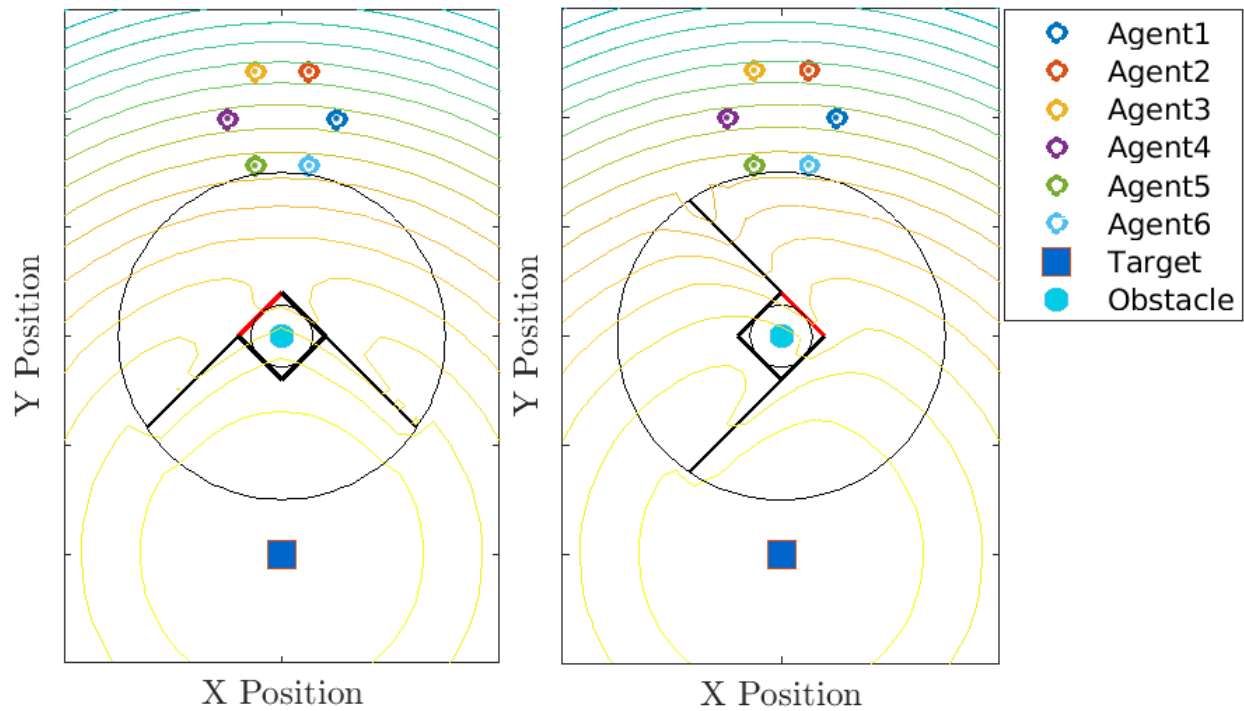 Y Position
X Position
Y Position
X Position
Agent1
Agent2
Agent3
Agent4
Agent5
Agent6
Target
Obstacle